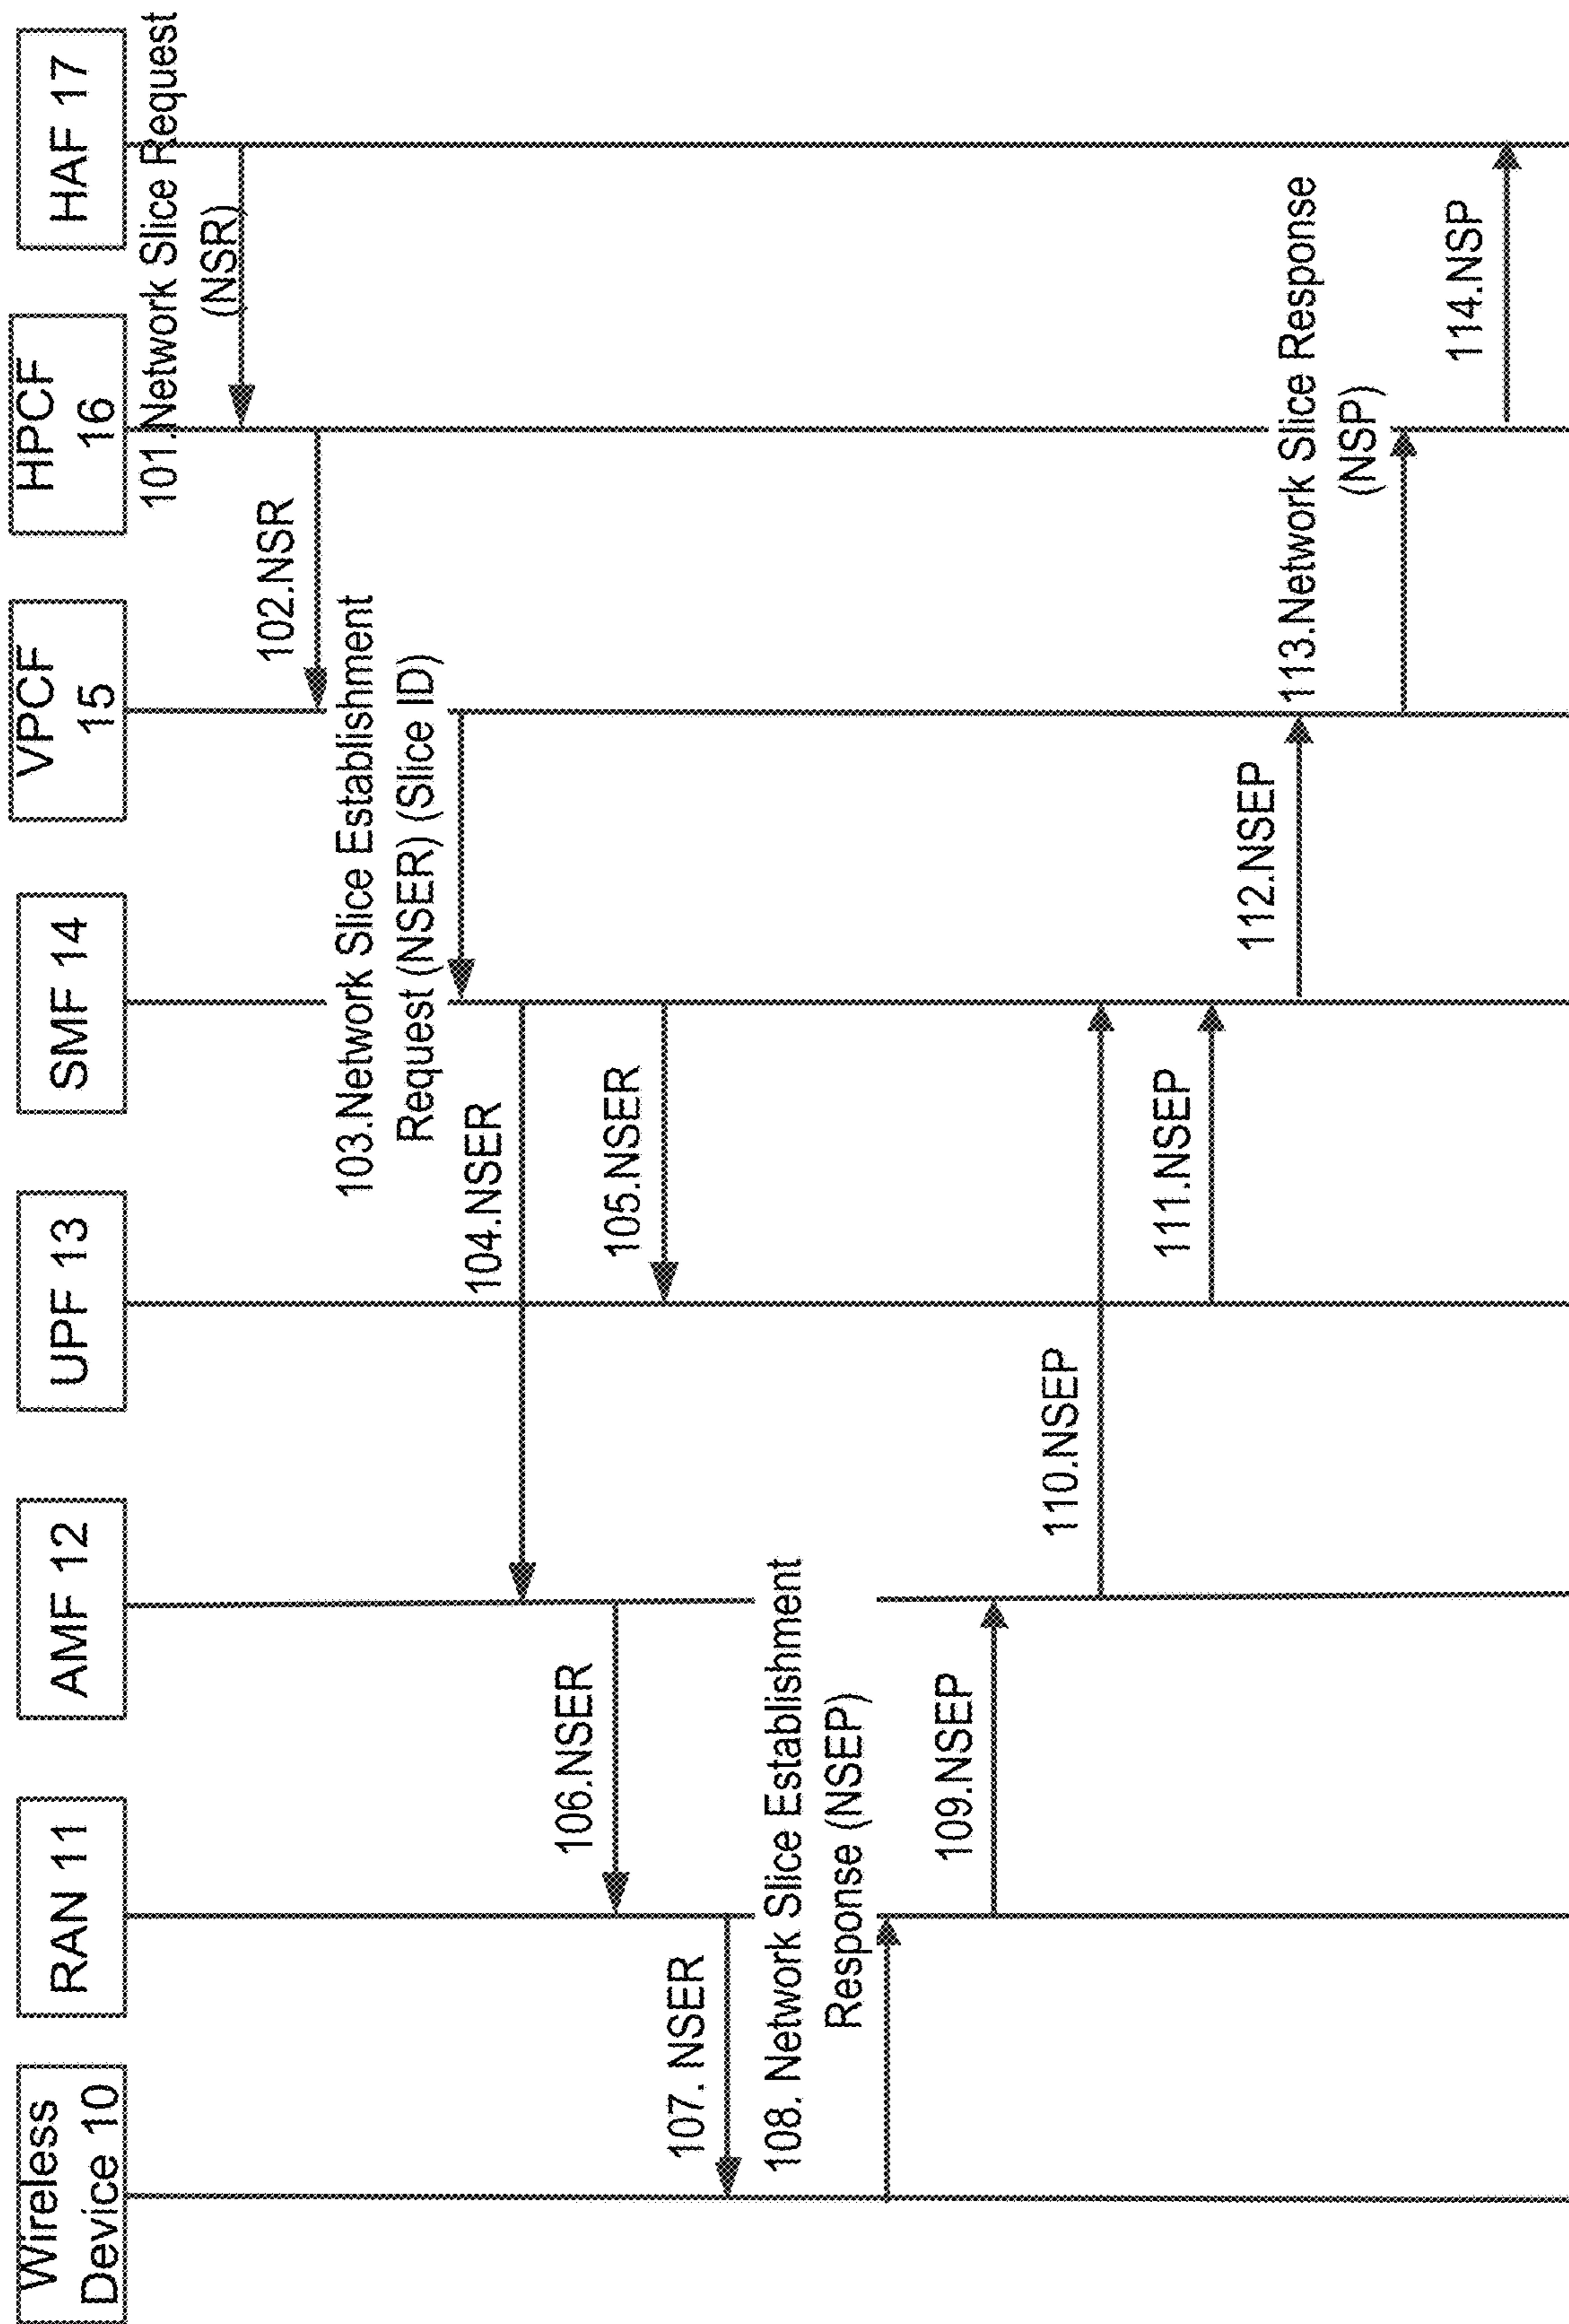 Wireless
Device 10
RAN 11
AMF 12
UPF 13
SMF 14
VPCF
15
HPCF
16
HAF 17
101.Network Slice Request
(NSR)
102.NSR
103.Network Slice Establishment
Request (NSER) (Slice ID)
104.NSER
105.NSER
106.NSER
107. NSER
108. Network Slice Establishment
Response (NSEP)
109.NSEP
110.NSEP
111.NSEP
112.NSEP
113.Network Slice Response
(NSP)
114.NSP